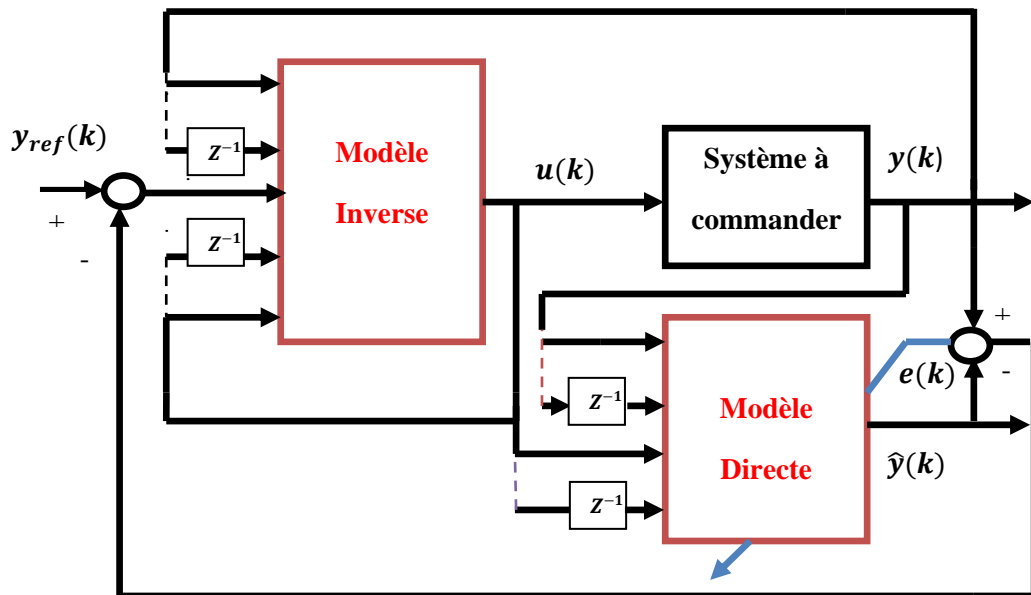 y_ref(k)
+
-
Z⁻¹
Z⁻¹
Modèle
Inverse
u(k)
Système à
commander
y(k)
+
-
e(k)
Z⁻¹
Z⁻¹
Modèle
Directe
ŷ(k)